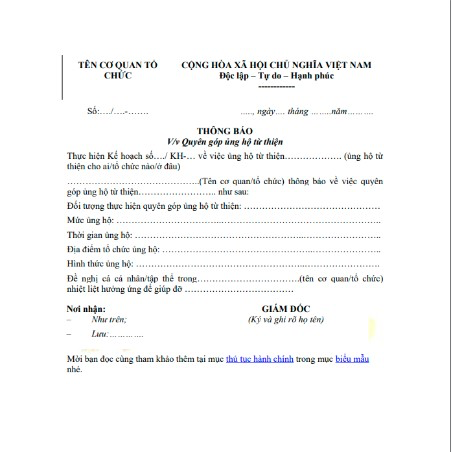 TÊN CƠ QUAN TỔ CỘNG HÒA XÃ HỘI CHỦ NGHĨA VIỆT NAM
CHỨC Độc lập – Tự do – Hạnh phúc
------------
Số:…./….-……. ….., ngày…. tháng ……..năm……….
THÔNG BÁO
V/v Quyên góp ủng hộ từ thiện
Thực hiện Kế hoạch số…./ KH-… về việc ủng hộ từ thiện……………… (ủng hộ từ
thiện cho ai/tổ chức nào/ở đâu)
……………………………………(Tên cơ quan/tổ chức) thông báo về việc quyên
góp ủng hộ từ thiện……………………. như sau:
Đối tượng thực hiện quyên góp ủng hộ từ thiện: ……………………………………
Mức ủng hộ: …………………………………………………………………………
Thời gian ủng hộ: ……………………………………………………………………..
Địa điểm tổ chức ủng hộ: ……………………………………………………………..
Hình thức ủng hộ: ……………………………………………………………………..
Đề nghị cả cá nhân/tập thể trong……………………………(tên cơ quan/tổ chức)
nhiệt liệt hưởng ứng để giúp đỡ ………………………………
Nơi nhận: GIÁM ĐỐC
– Như trên; (Ký và ghi rõ họ tên)
– Lưu:………….
Mời bạn đọc cùng tham khảo thêm tại mục thủ tục hành chính trong mục biểu mẫu
nhé.